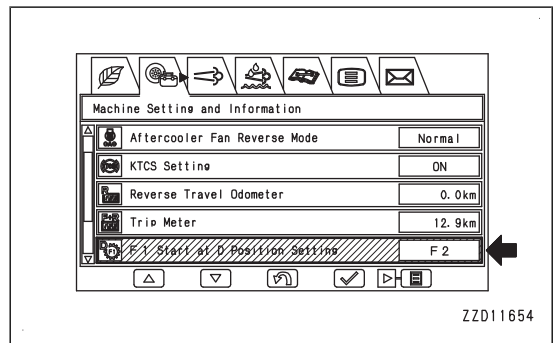 Machine Setting and Information
Aftercooler Fan Reverse Mode Normal
KTCS Setting ON
Reverse Travel Odometer 0.0km
Trip Meter 12.9km
F1 Start at D Position Setting F2
ZZD11654